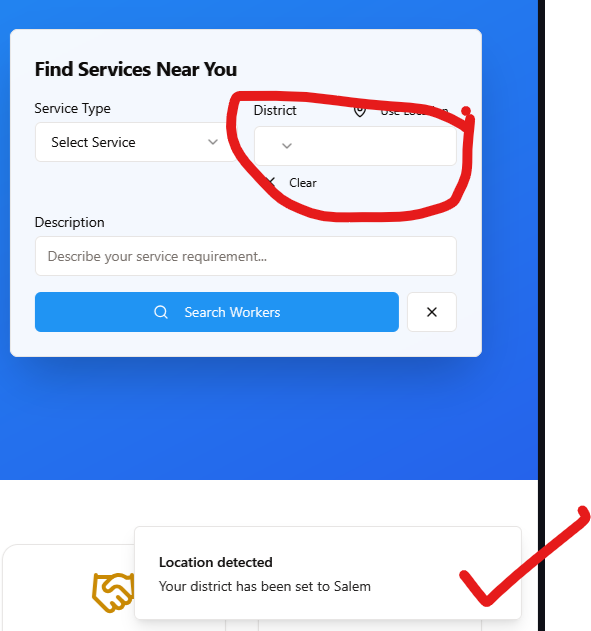 Find Services Near You
Service Type
District
Use Location
Select Service
Clear
Description
Describe your service requirement...
Search Workers
Location detected
Your district has been set to Salem